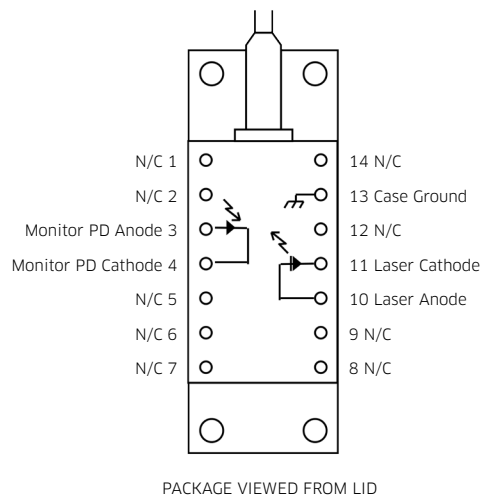 N/C 1
14 N/C
N/C 2
13 Case Ground
Monitor PD Anode 3
12 N/C
Monitor PD Cathode 4
11 Laser Cathode
N/C 5
10 Laser Anode
N/C 6
9 N/C
N/C 7
8 N/C
PACKAGE VIEWED FROM LID